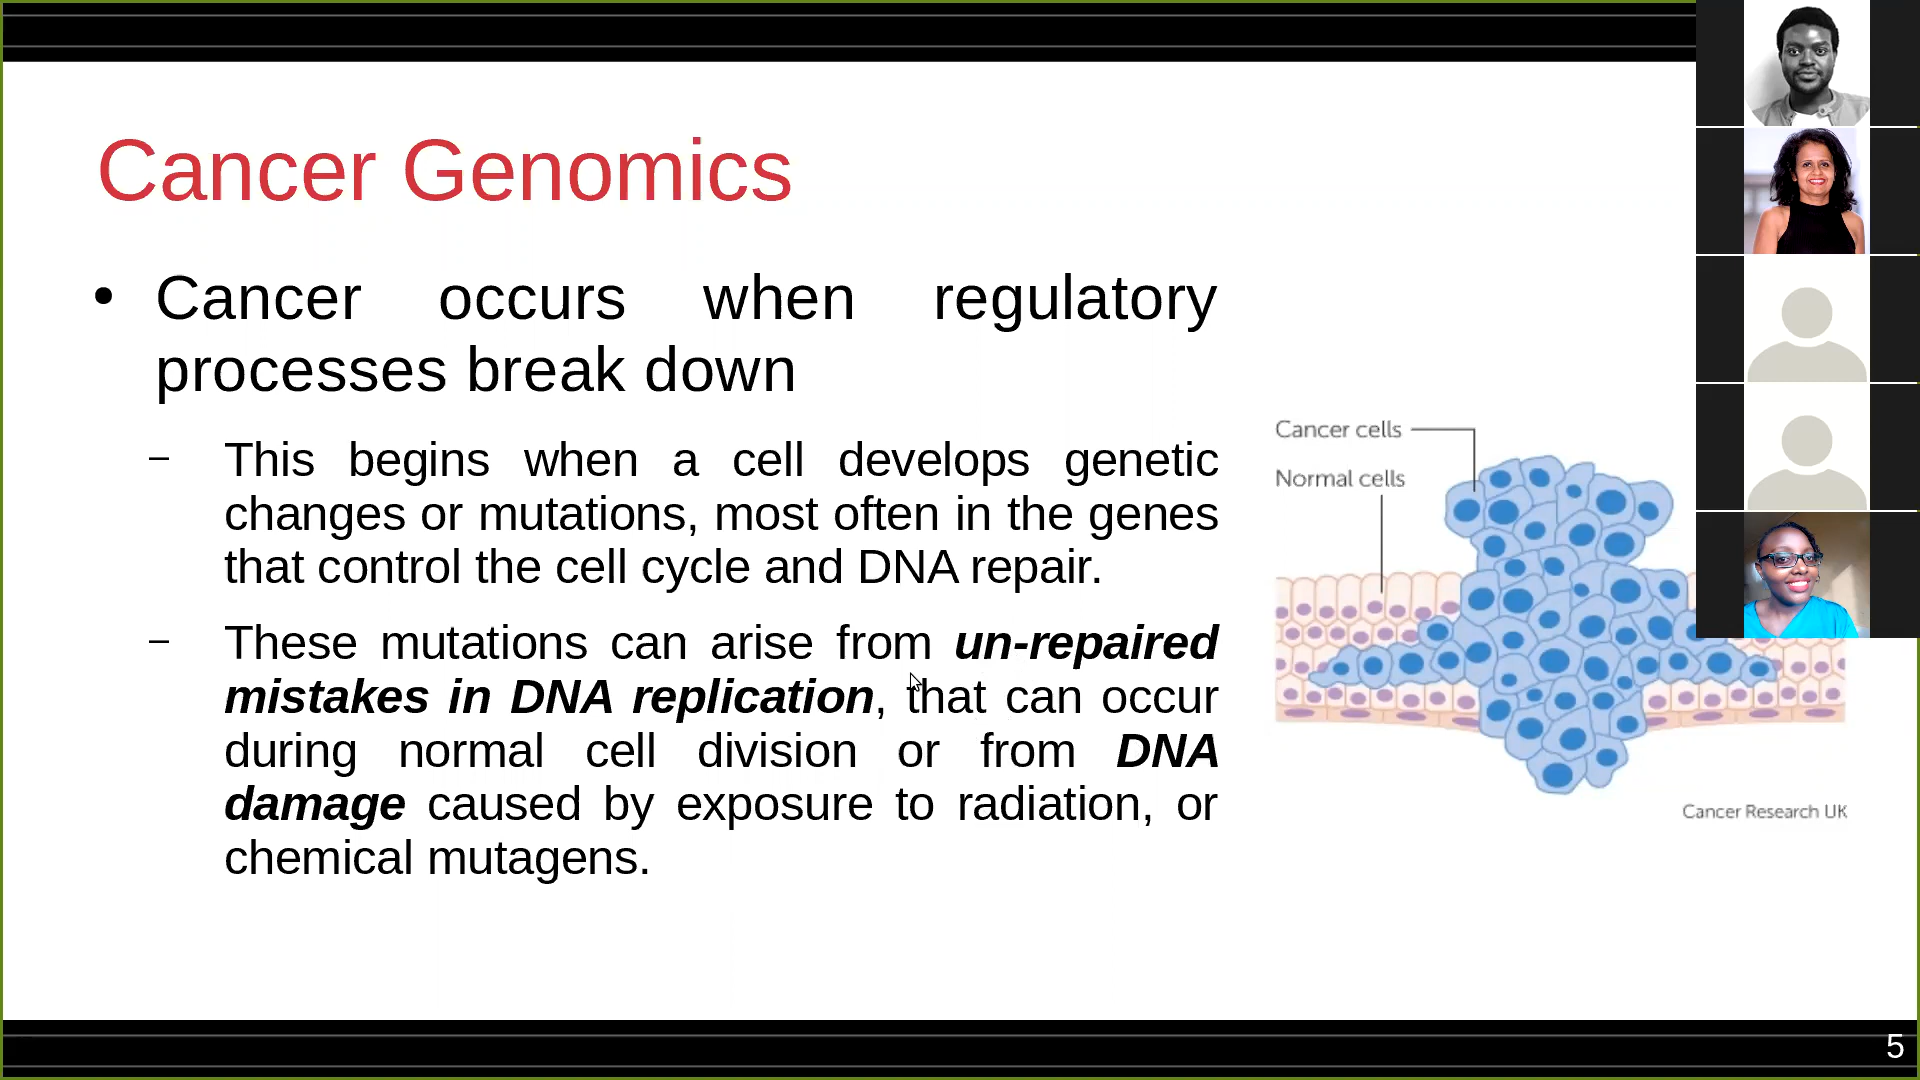 Cancer Genomics
• Cancer occurs when regulatory
processes break down
– This begins when a cell develops genetic
changes or mutations, most often in the genes
that control the cell cycle and DNA repair.
– These mutations can arise from un-repaired
mistakes in DNA replication, that can occur
during normal cell division or from DNA
damage caused by exposure to radiation, or
chemical mutagens.
Cancer cells
Normal cells
Cancer Research UK
5